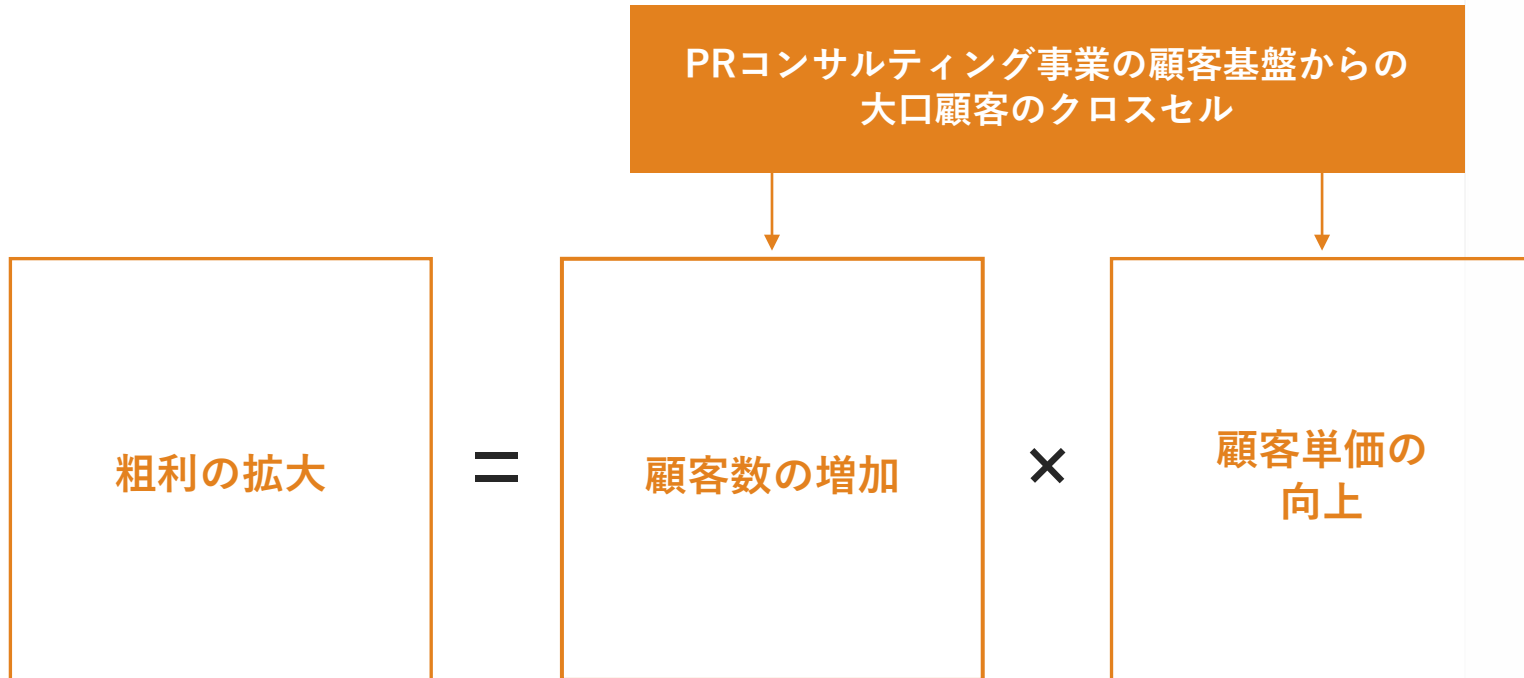 PRコンサルティング事業の顧客基盤からの
大口顧客のクロスセル
粗利の拡大
=
顧客数の増加
×
顧客単価の
向上